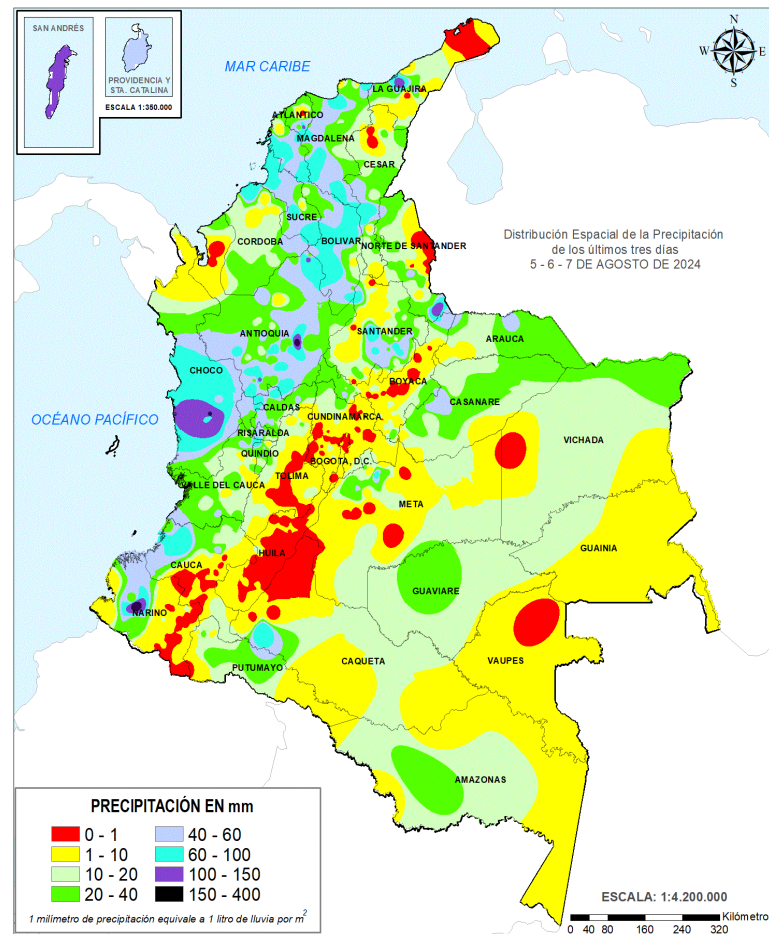 SAN ANDRÉS
PROVIDENCIA Y
STA. CATALINA
ESCALA 1:350.000
MAR CARIBE
N
W
E
S
LA GUAJIRA
ATLANTICO
MAGDALENA
CESAR
SUCRE
CORDOBA
BOLIVAR
NORTE DE SANTANDER
Distribución Espacial de la Precipitación
de los últimos tres días
5 - 6 - 7 DE AGOSTO DE 2024
ANTIOQUIA
SANTANDER
ARAUCA
CHOCO
BOYACA
CASANARE
OCÉANO PACÍFICO
CALDAS
CUNDINAMARCA
RISARALDA
VICHADA
QUINDIO
BOGOTA, D.C.
TOLIMA
VALLE DEL CAUCA
META
GUAINIA
HUILA
CAUCA
GUAVIARE
NARIÑO
PUTUMAYO
CAQUETA
VAUPES
AMAZONAS
PRECIPITACIÓN EN mm
0 - 1
40 - 60
1 - 10
60 - 100
10 - 20
100 - 150
20 - 40
150 - 400
1 milímetro de precipitación equivale a 1 litro de lluvia por m²
ESCALA: 1:4.200.000
Kilómetro
0 40 80 160 240 320